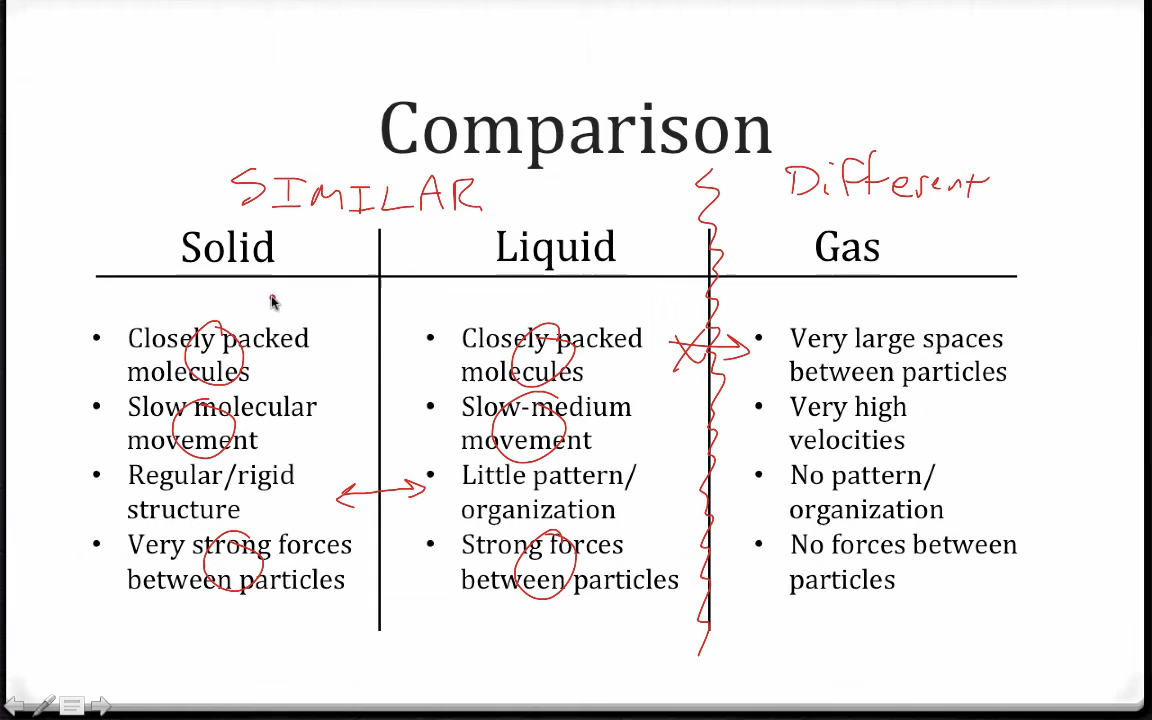 Comparison
SIMILAR
Different
Solid
Liquid
Gas
• Closely packed
molecules
• Slow molecular
movement
• Regular/rigid
structure
• Very strong forces
between particles
• Closely packed
molecules
• Slow-medium
movement
• Little pattern/
organization
• Strong forces
between particles
• Very large spaces
between particles
• Very high
velocities
• No pattern/
organization
• No forces between
particles